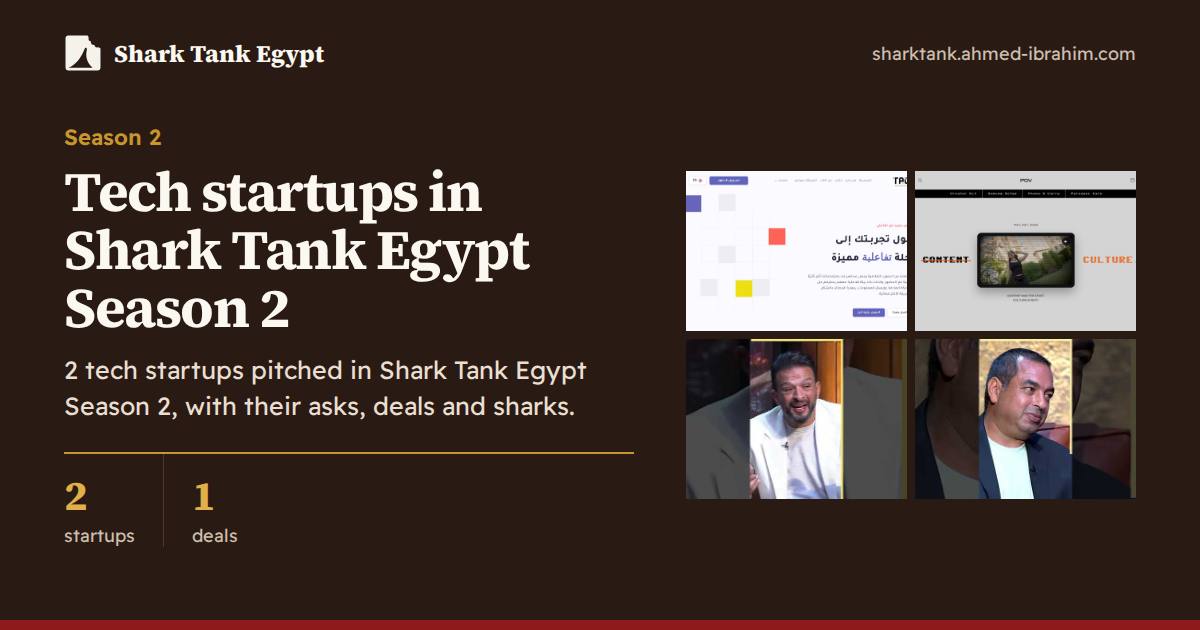 Shark Tank Egypt
sharktank.ahmed-ibrahim.com
Season 2
Tech startups in
Shark Tank Egypt
Season 2
2 tech startups pitched in Shark Tank Egypt
Season 2, with their asks, deals and sharks.
2
startups
1
deals
تجربتك إلى
تفاعلية مميزة
POV
CONTENT
CULTURE